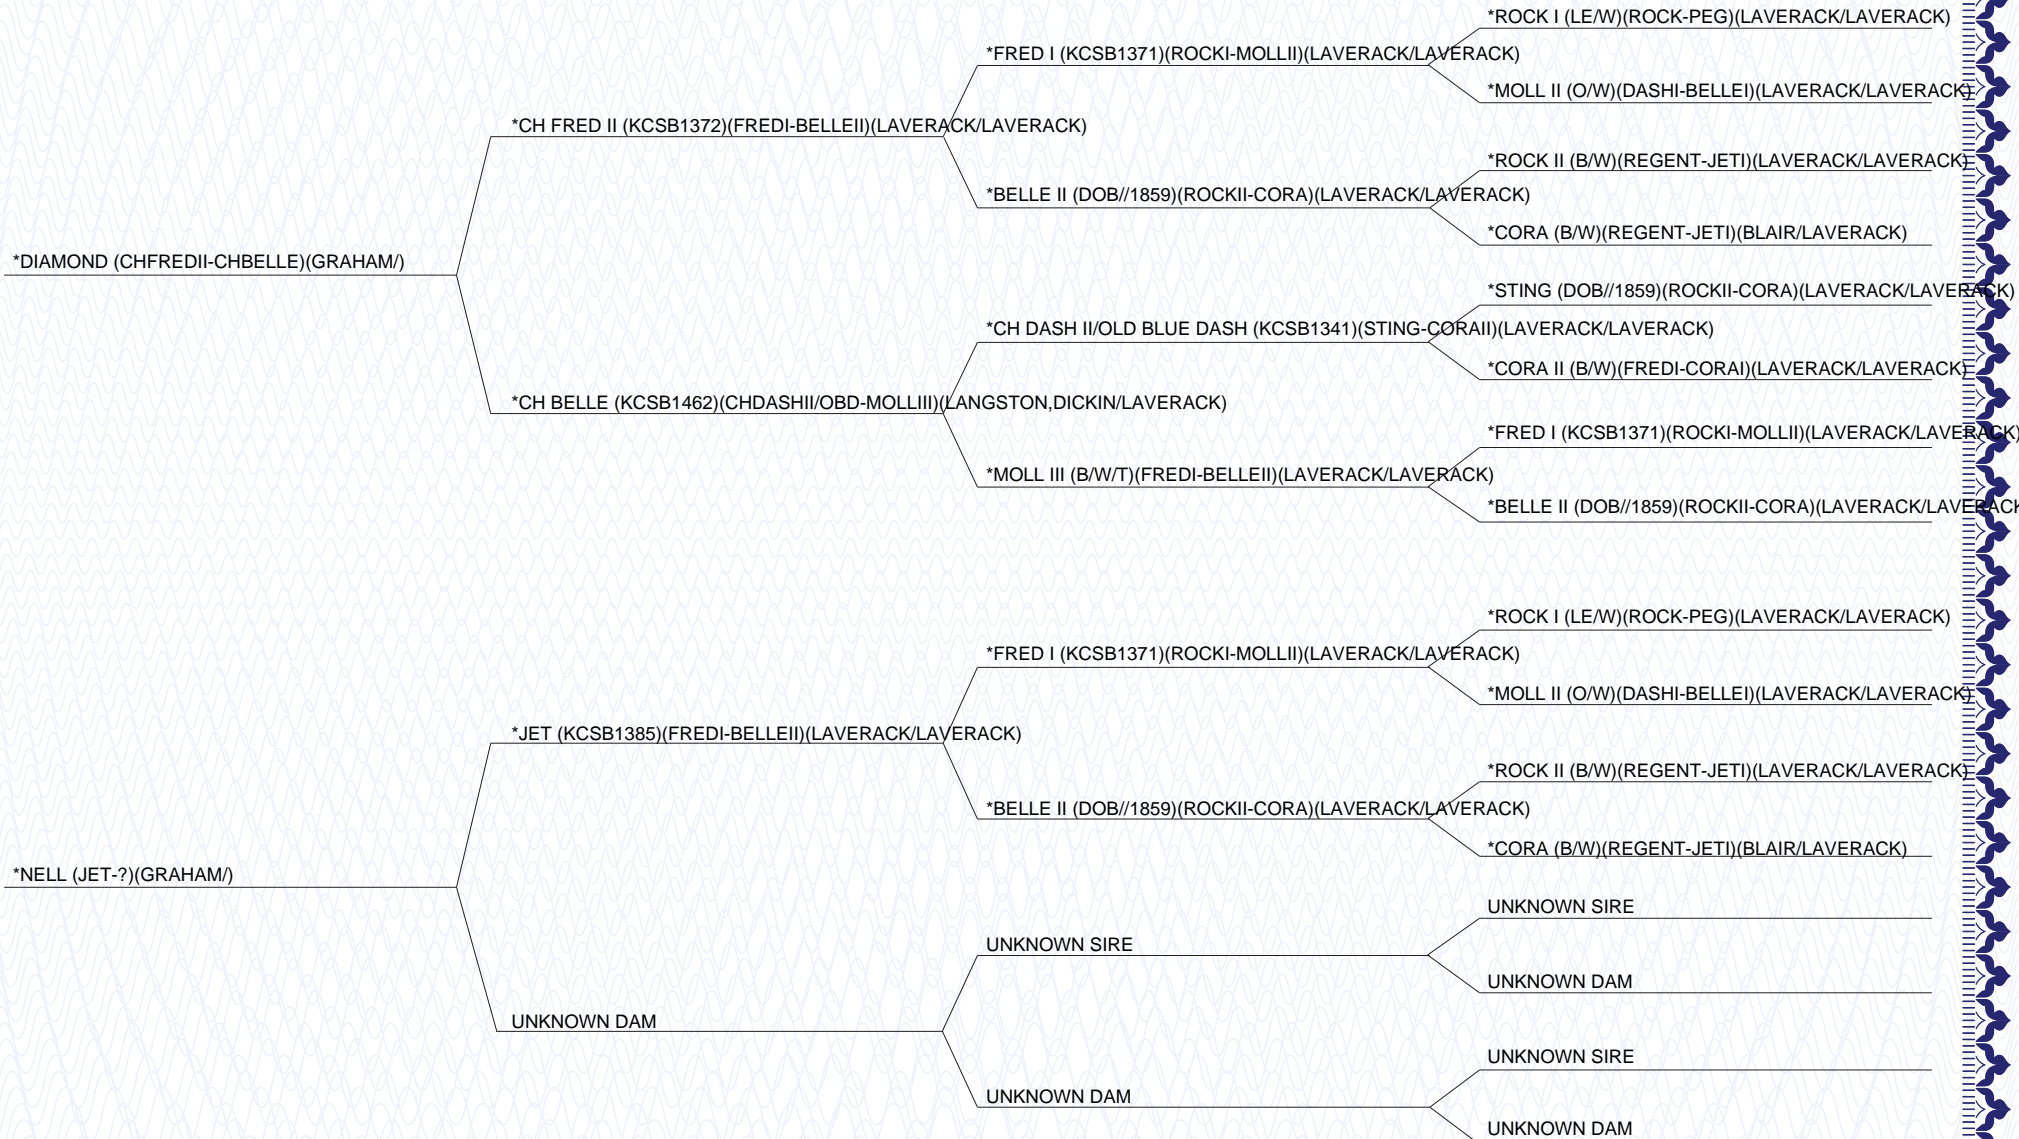 *ROCK I (LE/W)(ROCK-PEG)(LAVERACK/LAVERACK)
*FRED I (KCSB1371)(ROCKI-MOLLII)(LAVERACK/LAVERACK)
*MOLL II (O/W)(DASHI-BELLEI)(LAVERACK/LAVERACK)
*CH FRED II (KCSB1372)(FREDI-BELLEII)(LAVERACK/LAVERACK)
*ROCK II (B/W)(REGENT-JETI)(LAVERACK/LAVERACK)
*BELLE II (DOB//1859)(ROCKII-CORA)(LAVERACK/LAVERACK)
*CORA (B/W)(REGENT-JETI)(BLAIR/LAVERACK)
*DIAMOND (CHFREDII-CHBELLE)(GRAHAM/)
*STING (DOB//1859)(ROCKII-CORA)(LAVERACK/LAVERACK)
*CH DASH II/OLD BLUE DASH (KCSB1341)(STING-CORAII)(LAVERACK/LAVERACK)
*CORA II (B/W)(FREDI-CORAI)(LAVERACK/LAVERACK)
*CH BELLE (KCSB1462)(CHDASHII/OBD-MOLLIII)(LANGSTON,DICKIN/LAVERACK)
*FRED I (KCSB1371)(ROCKI-MOLLII)(LAVERACK/LAVERACK)
*MOLL III (B/W/T)(FREDI-BELLEII)(LAVERACK/LAVERACK)
*BELLE II (DOB//1859)(ROCKII-CORA)(LAVERACK/LAVERACK
*ROCK I (LE/W)(ROCK-PEG)(LAVERACK/LAVERACK)
*FRED I (KCSB1371)(ROCKI-MOLLII)(LAVERACK/LAVERACK)
*MOLL II (O/W)(DASHI-BELLEI)(LAVERACK/LAVERACK)
*JET (KCSB1385)(FREDI-BELLEII)(LAVERACK/LAVERACK)
*ROCK II (B/W)(REGENT-JETI)(LAVERACK/LAVERACK)
*BELLE II (DOB//1859)(ROCKII-CORA)(LAVERACK/LAVERACK)
*CORA (B/W)(REGENT-JETI)(BLAIR/LAVERACK)
*NELL (JET-?)(GRAHAM/)
UNKNOWN SIRE
UNKNOWN SIRE
UNKNOWN DAM
UNKNOWN DAM
UNKNOWN SIRE
UNKNOWN DAM
UNKNOWN DAM